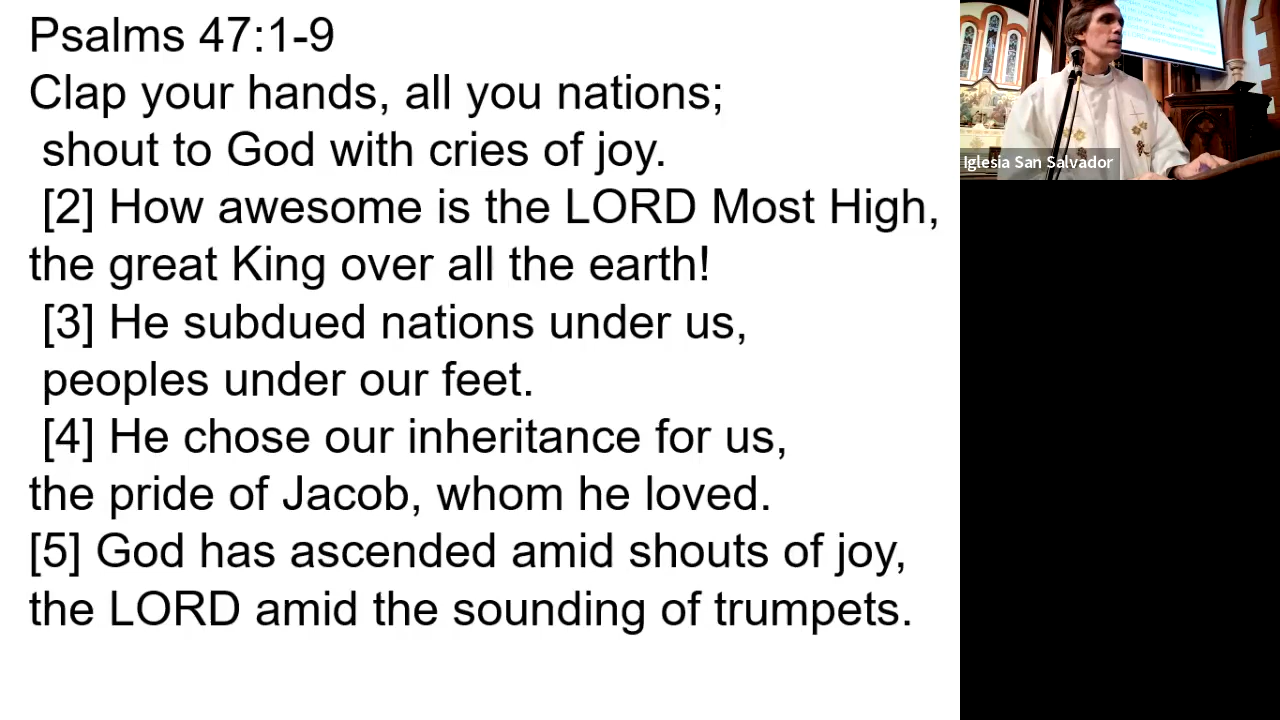 Psalms 47:1-9
Clap your hands, all you nations;
shout to God with cries of joy.
[2] How awesome is the LORD Most High,
the great King over all the earth!
[3] He subdued nations under us,
peoples under our feet.
[4] He chose our inheritance for us,
the pride of Jacob, whom he loved.
[5] God has ascended amid shouts of joy,
the LORD amid the sounding of trumpets.
Iglesia San Salvador